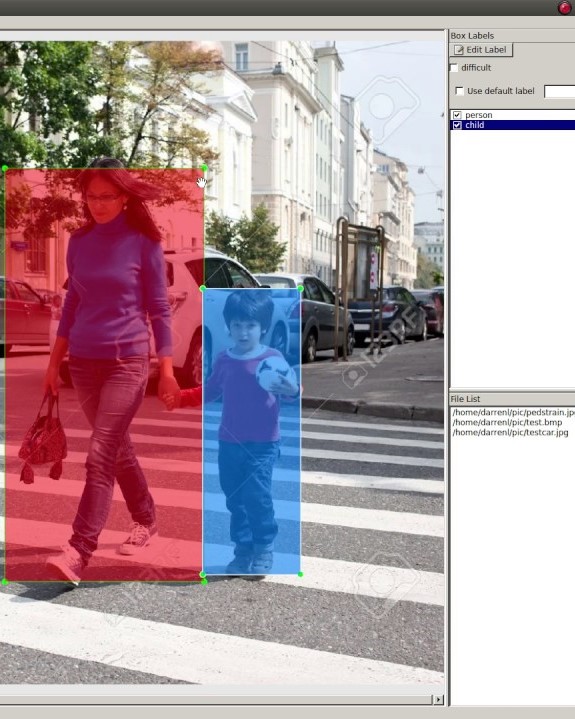 Box Labels
Edit Label
difficult
Use default label
person
child
File List
/home/darrenl/pic/pedstrain.jp
/home/darrenl/pic/test.bmp
/home/darrenl/pic/testcar.jpg